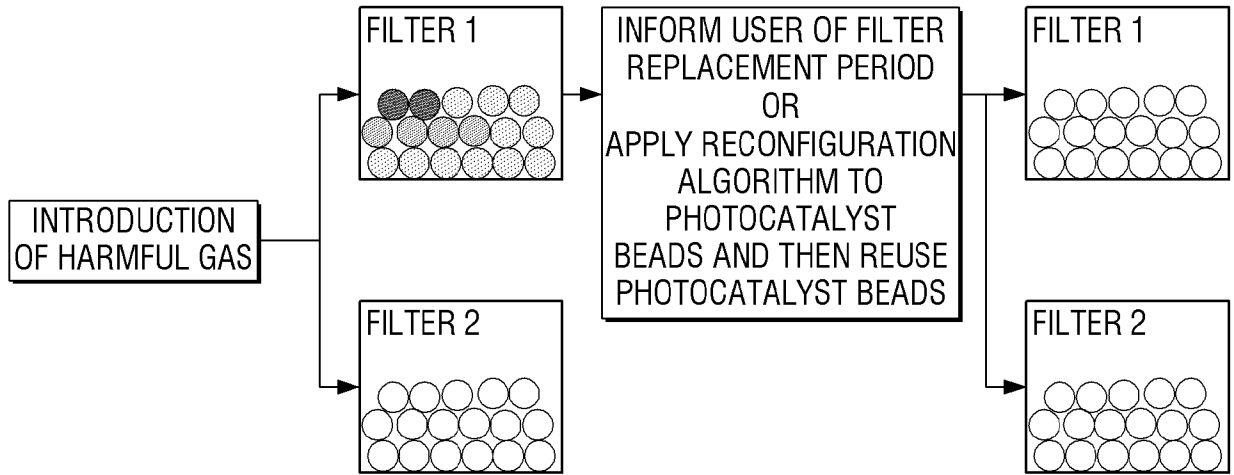 FILTER 1
INTRODUCTION
OF HARMFUL GAS
FILTER 2
INFORM USER OF FILTER
REPLACEMENT PERIOD
OR
APPLY RECONFIGURATION
ALGORITHM TO
PHOTOCATALYST
BEADS AND THEN REUSE
PHOTOCATALYST BEADS
FILTER 1
FILTER 2